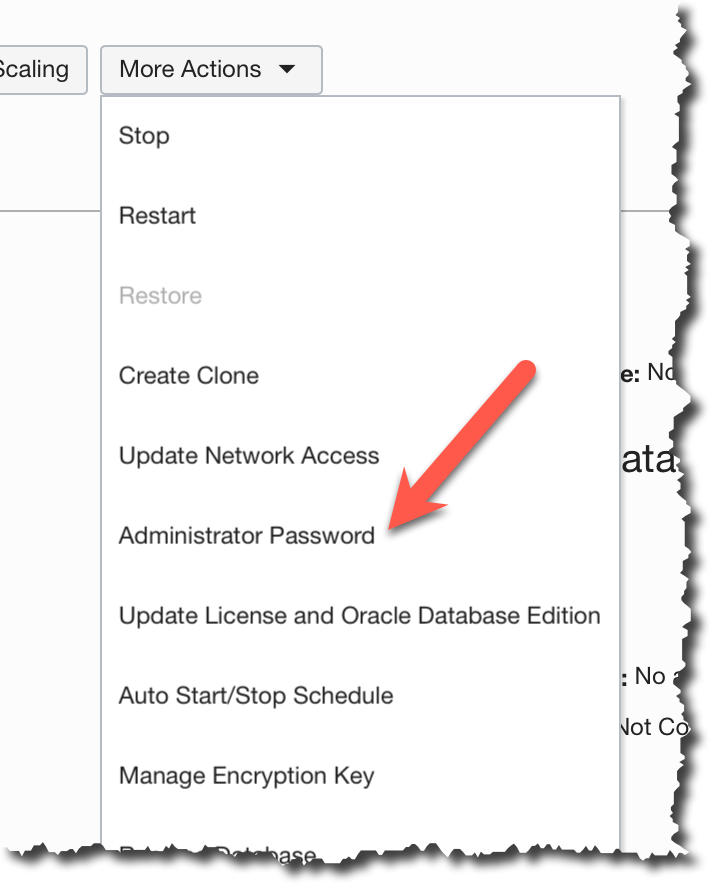 Scaling
More Actions
Stop
Restart
Restore
Create Clone
e: No
Update Network Access
ata
Administrator Password
Update License and Oracle Database Edition
: No
Auto Start/Stop Schedule
Not Co
Manage Encryption Key
Database